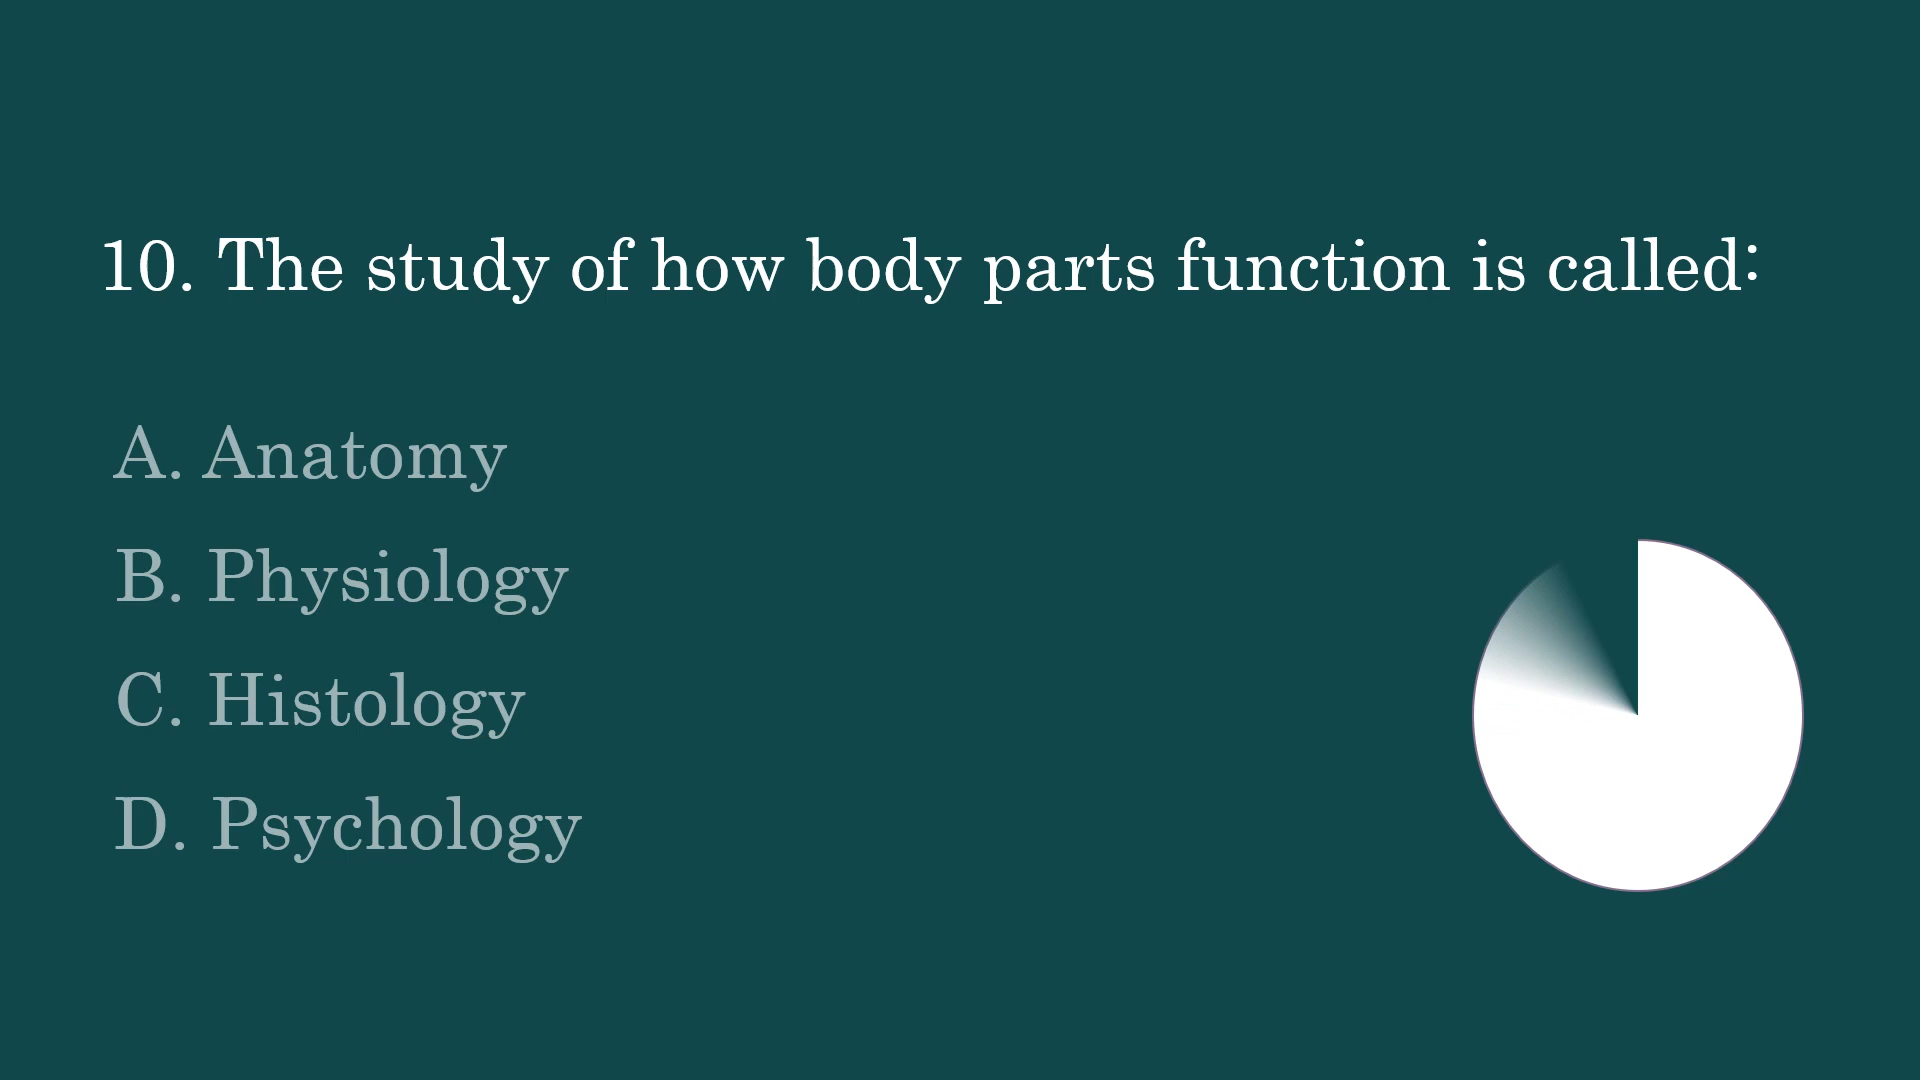 10. The study of how body parts function is called:
A. Anatomy
B. Physiology
C. Histology
D. Psychology